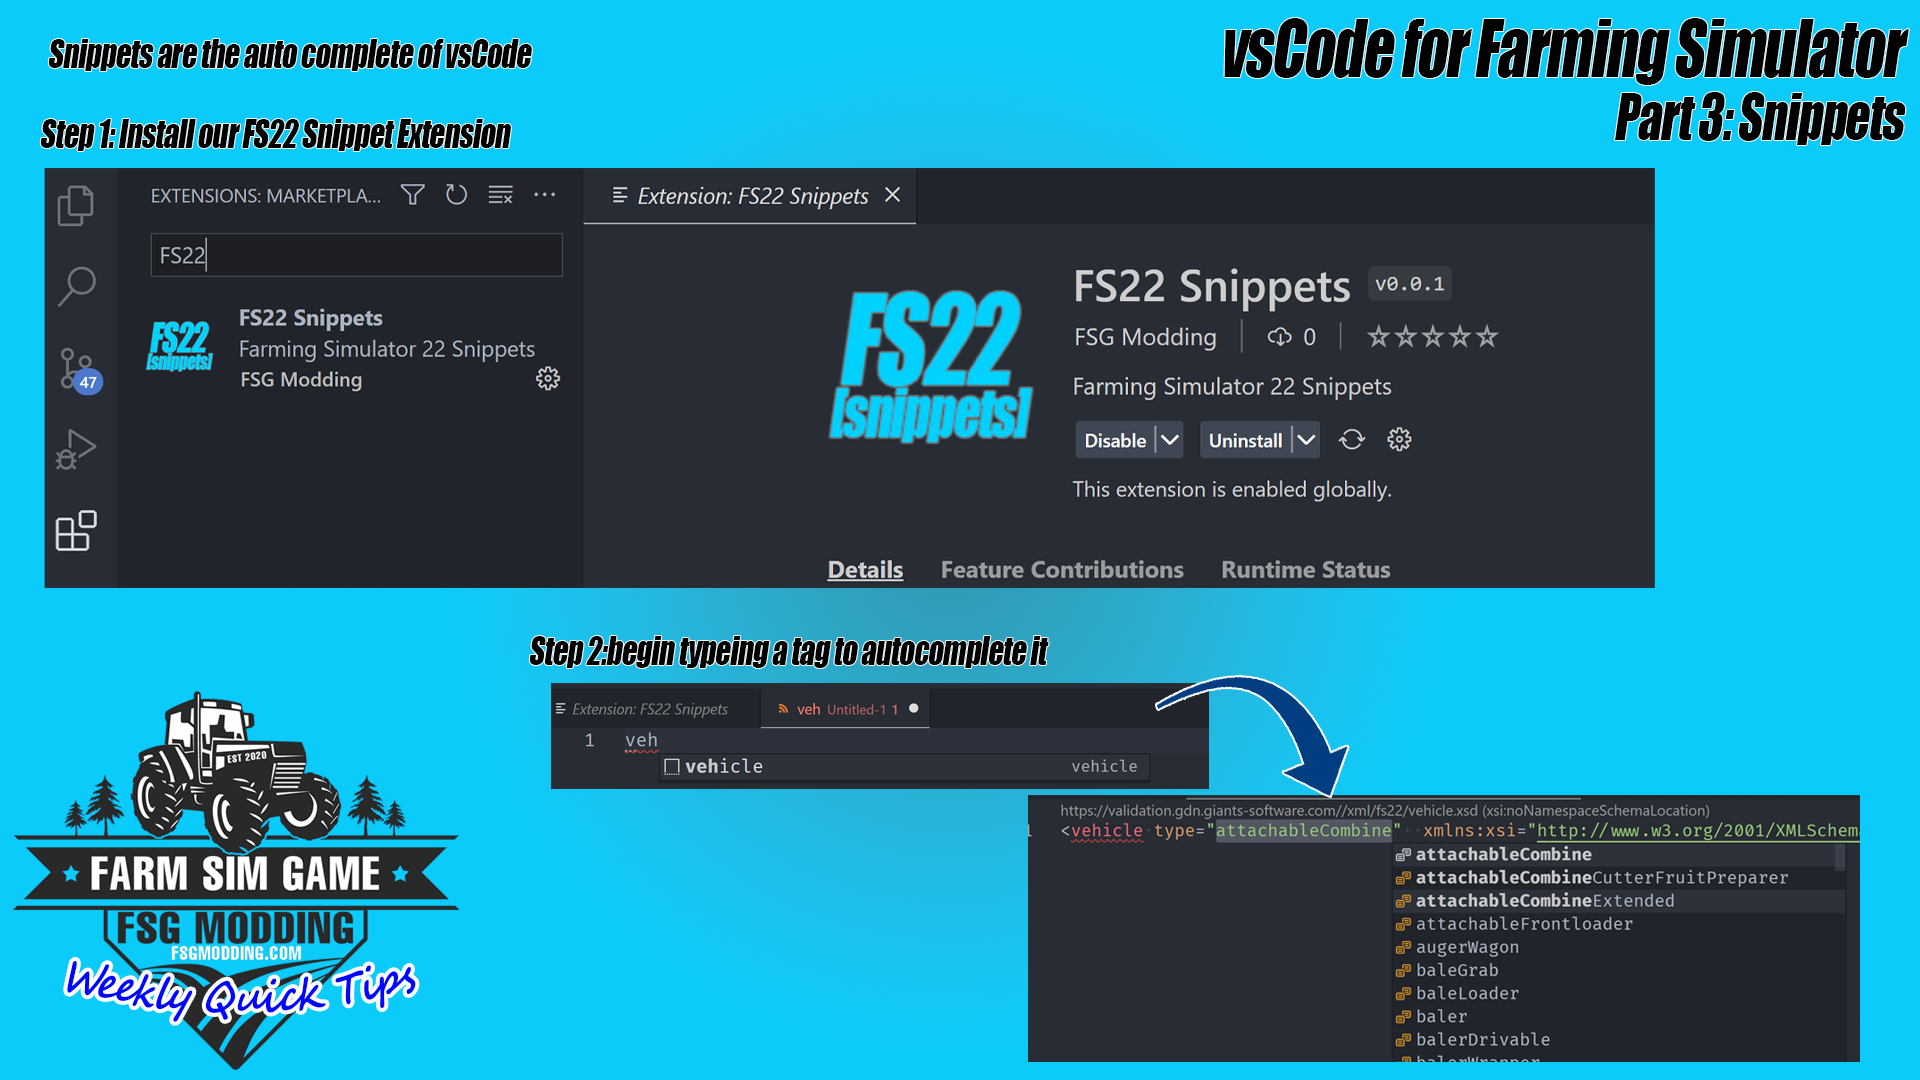 Snippets are the auto complete of vsCode
vsCode for Farming Simulator
Part 3: Snippets
Step 1: Install our FS22 Snippet Extension
EXTENSIONS: MARKETPLA...
FS22
FS22 Snippets
Farming Simulator 22 Snippets
FSG Modding
FS22
[snippets]
47
Extension: FS22 Snippets
FS22
[snippets]
FS22 Snippets v0.0.1
FSG Modding 0
Farming Simulator 22 Snippets
Disable Uninstall
This extension is enabled globally.
Details Feature Contributions Runtime Status
Step 2:begin typeing a tag to autocomplete it
Extension: FS22 Snippets veh Untitled-1 1
1 veh
vehicle vehicle
https://validation.gdn.giants-software.com//xml/fs22/vehicle.xsd (xsi:noNamespaceSchemaLocation)
1 <vehicle type="attachableCombine" xmlns:xsi="http://www.w3.org/2001/XMLSchem
attachableCombine
attachableCombineCutterFruitPreparer
attachableCombineExtended
attachableFrontloader
augerWagon
baleGrab
baleLoader
baler
balerDrivable
balerWrapper
EST 2020
FARM SIM GAME
FSG MODDING
FSGMODDING.COM
Weekly Quick Tips